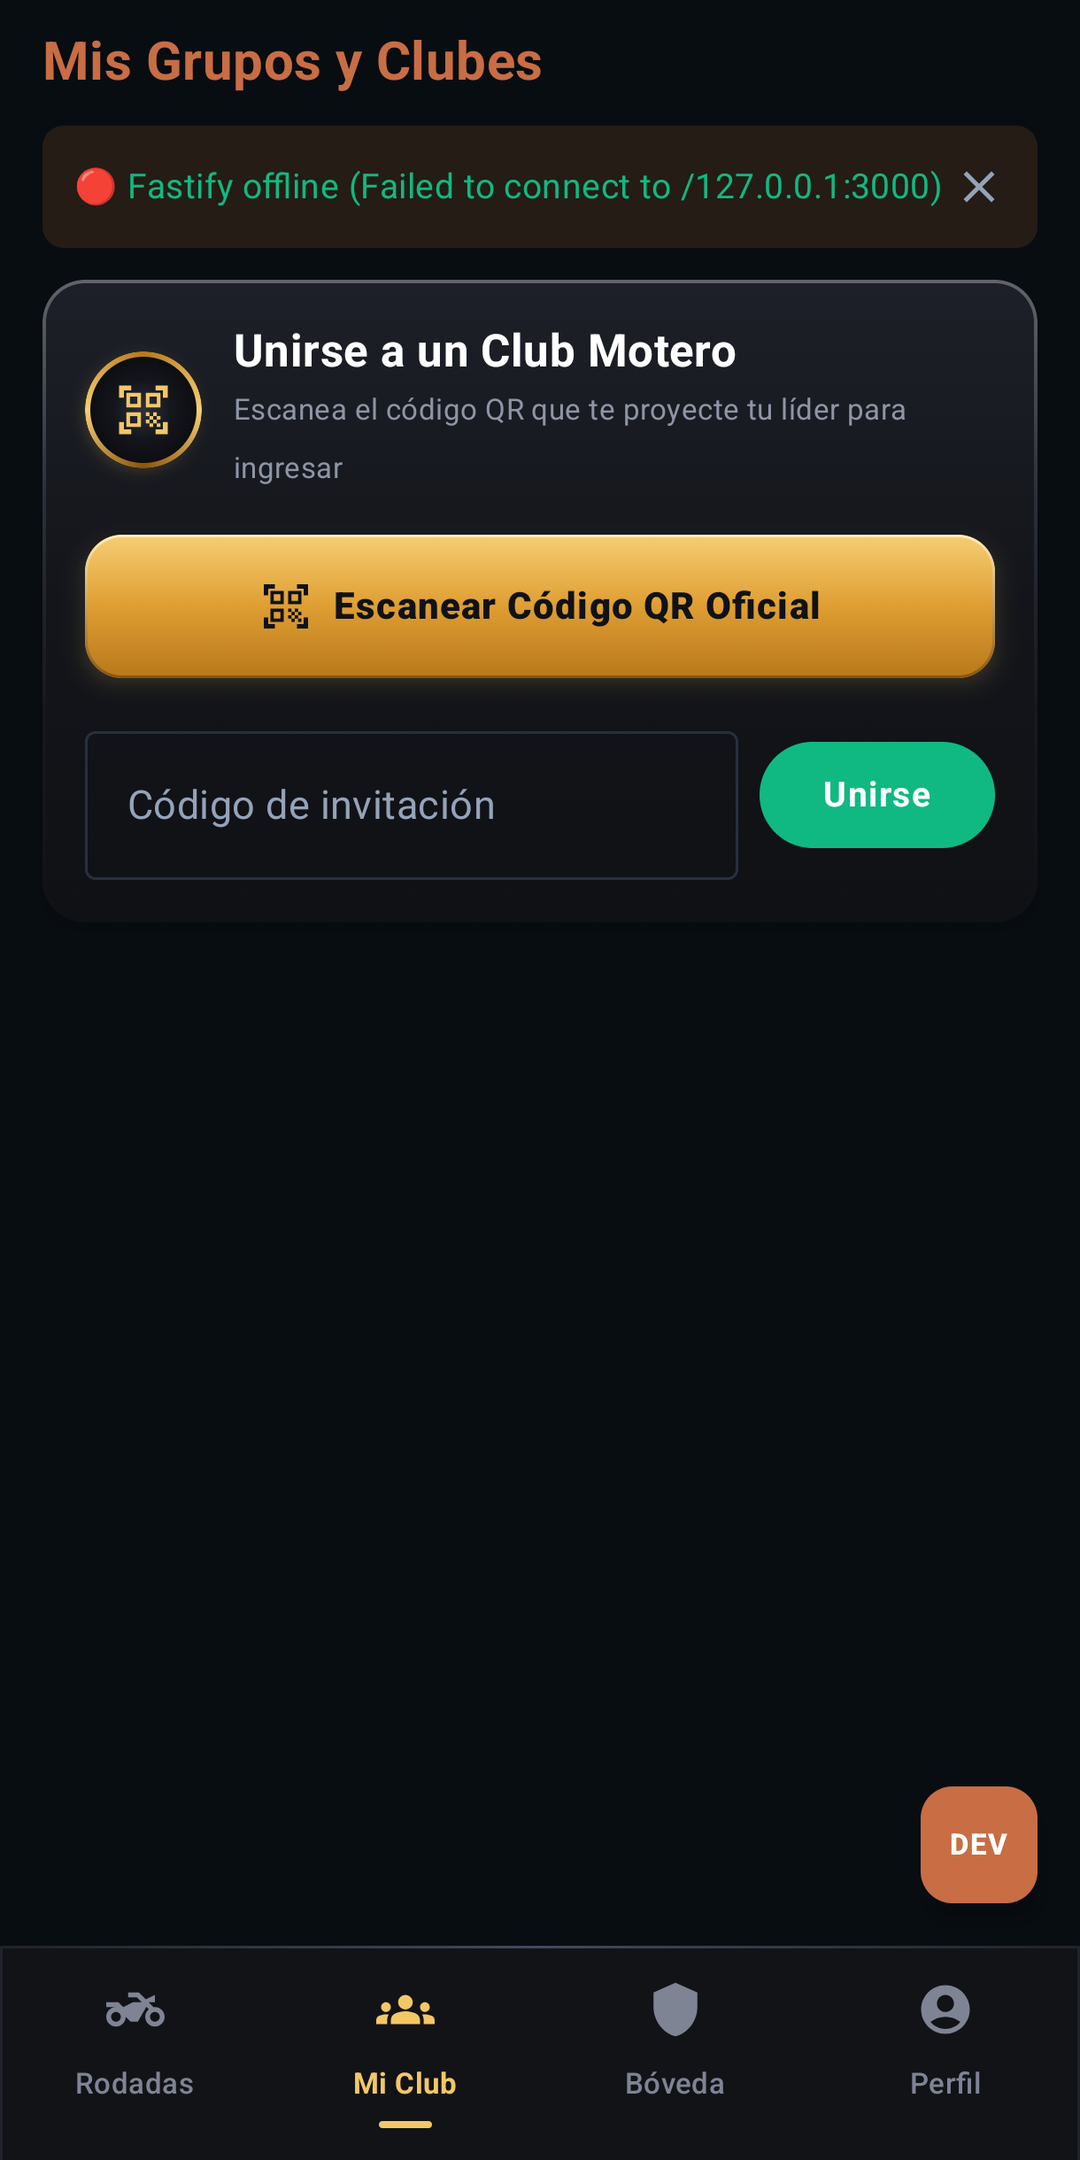 Mis Grupos y Clubes
🔴 Fastify offline (Failed to connect to /127.0.0.1:3000)
Unirse a un Club Motero
Escanea el código QR que te proyecte tu líder para
ingresar
Escanear Código QR Oficial
Código de invitación
Unirse
DEV
Rodadas
Mi Club
Bóveda
Perfil